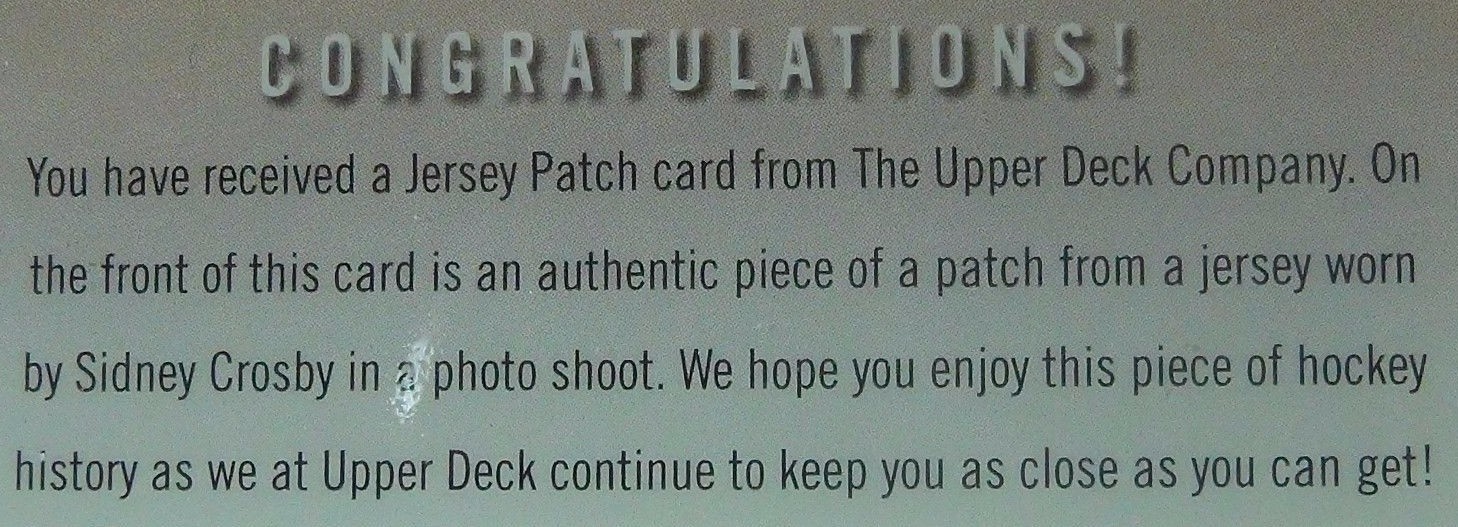 CONGRATULATIONS!
You have received a Jersey Patch card from The Upper Deck Company. On
the front of this card is an authentic piece of a patch from a jersey worn
by Sidney Crosby in a photo shoot. We hope you enjoy this piece of hockey
history as we at Upper Deck continue to keep you as close as you can get!